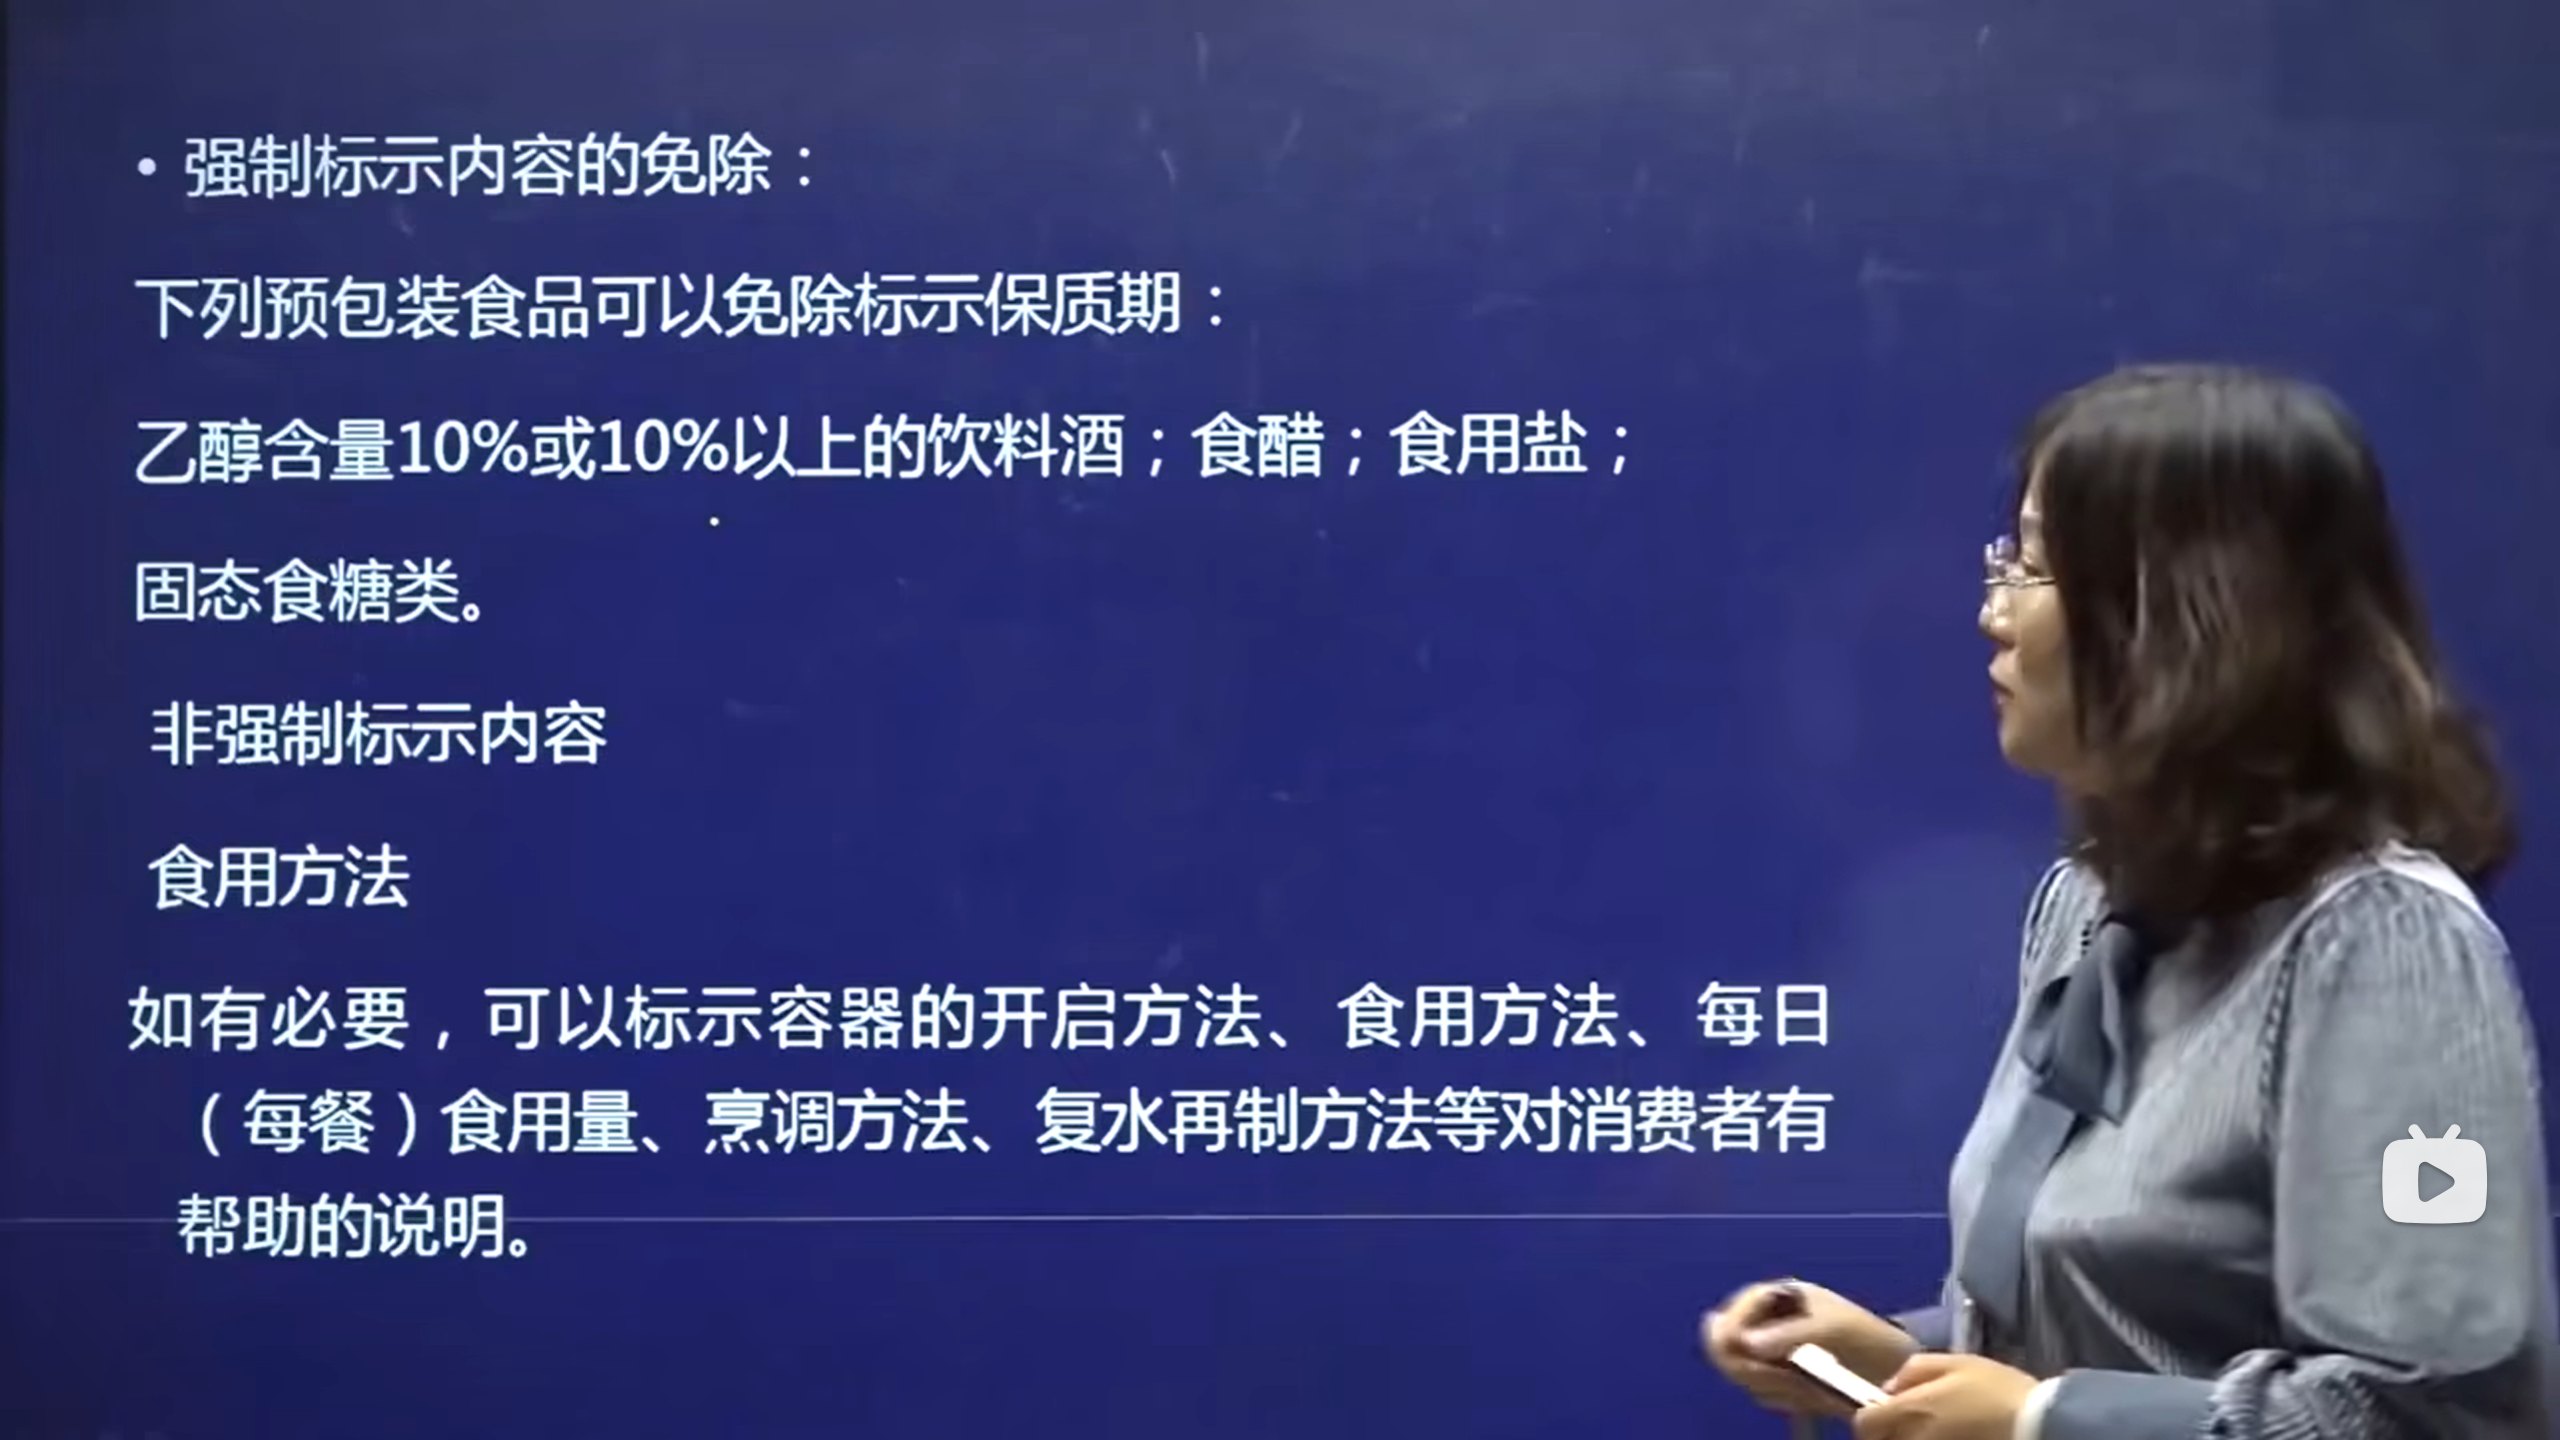 • 强制标示内容的免除：
下列预包装食品可以免除标示保质期：
乙醇含量10%或10%以上的饮料酒；食醋；食用盐；
固态食糖类。
非强制标示内容
食用方法
如有必要，可以标示容器的开启方法、食用方法、每日
（每餐）食用量、烹调方法、复水再制方法等对消费者有
帮助的说明。